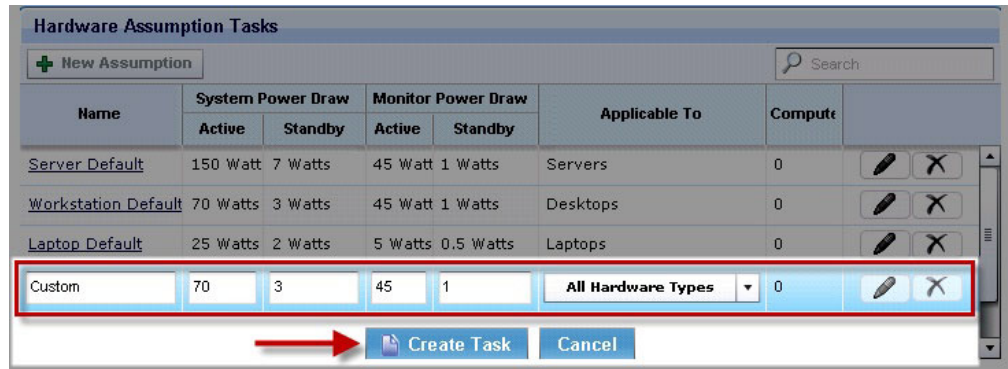 Hardware Assumption Tasks
New Assumption
Search
Name System Power Draw Monitor Power Draw Applicable To Compute
Active Standby Active Standby
Server Default 150 Watt 7 Watts 45 Watt 1 Watts Servers 0
Workstation Default 70 Watts 3 Watts 45 Watt 1 Watts Desktops 0
Laptop Default 25 Watts 2 Watts 5 Watts 0.5 Watts Laptops 0
Custom 70 3 45 1 All Hardware Types 0
Create Task Cancel